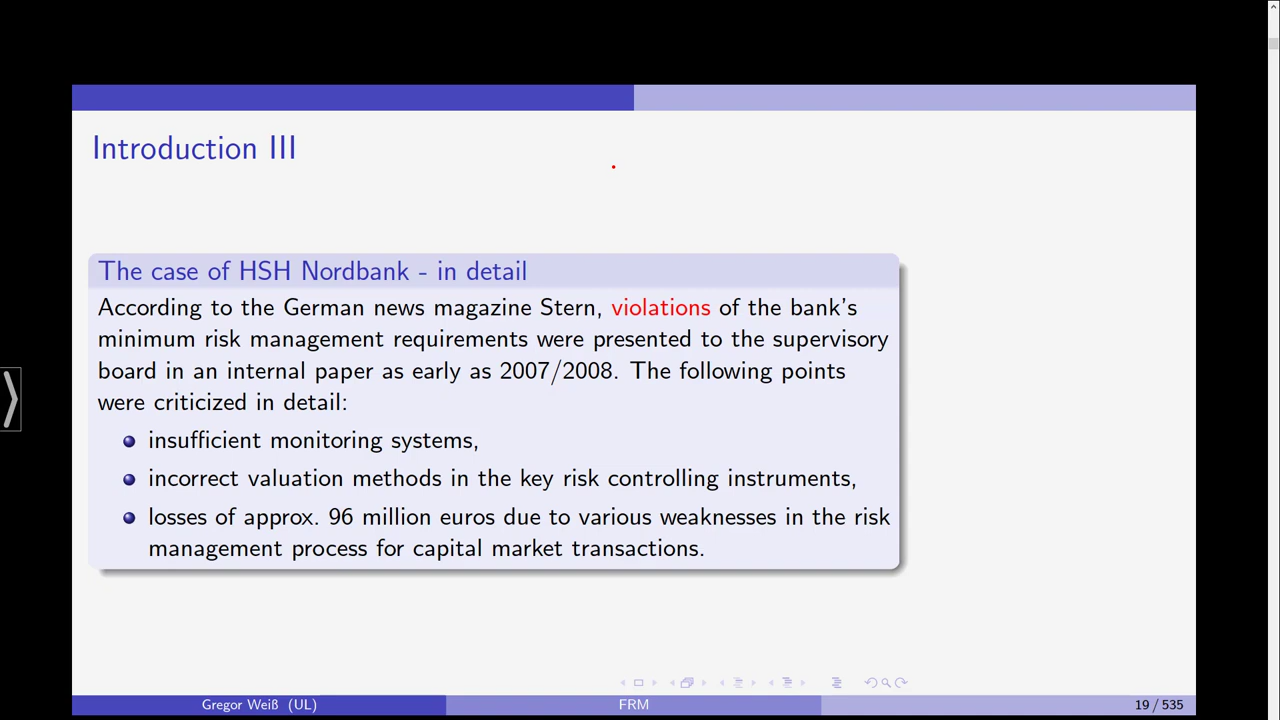 Introduction III
The case of HSH Nordbank - in detail
According to the German news magazine Stern, violations of the bank's
minimum risk management requirements were presented to the supervisory
board in an internal paper as early as 2007/2008. The following points
were criticized in detail:
insufficient monitoring systems,
incorrect valuation methods in the key risk controlling instruments,
losses of approx. 96 million euros due to various weaknesses in the risk
management process for capital market transactions.
Gregor Weiß (UL) FRM 19 / 535